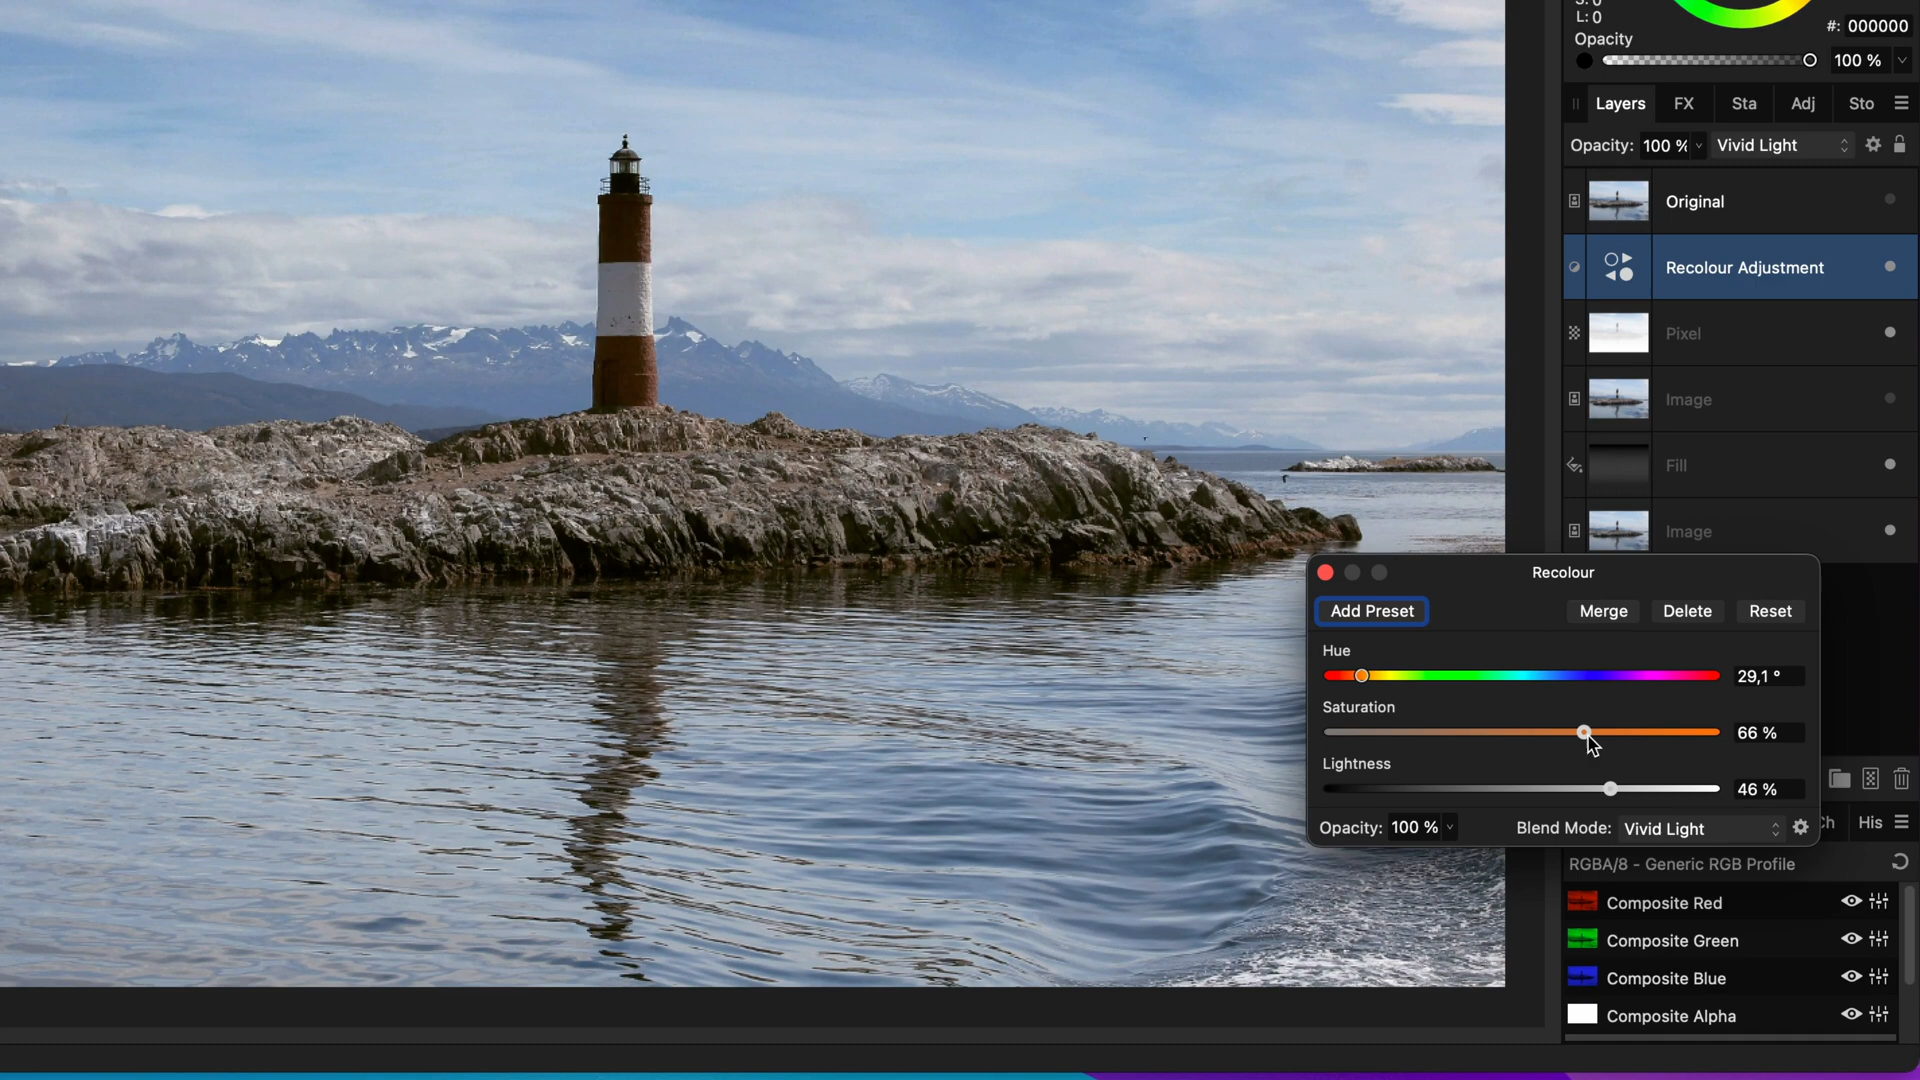 S: 0
L: 0
#: 000000
Opacity
100 %
Layers FX Sta Adj Sto
Opacity: 100 % Vivid Light
Original
Recolour Adjustment
Pixel
Image
Fill
Image
Recolour
Add Preset Merge Delete Reset
Hue
29,1 °
Saturation
66 %
Lightness
46 %
Opacity: 100 % Blend Mode: Vivid Light
Ch His
RGBA/8 - Generic RGB Profile
Composite Red
Composite Green
Composite Blue
Composite Alpha